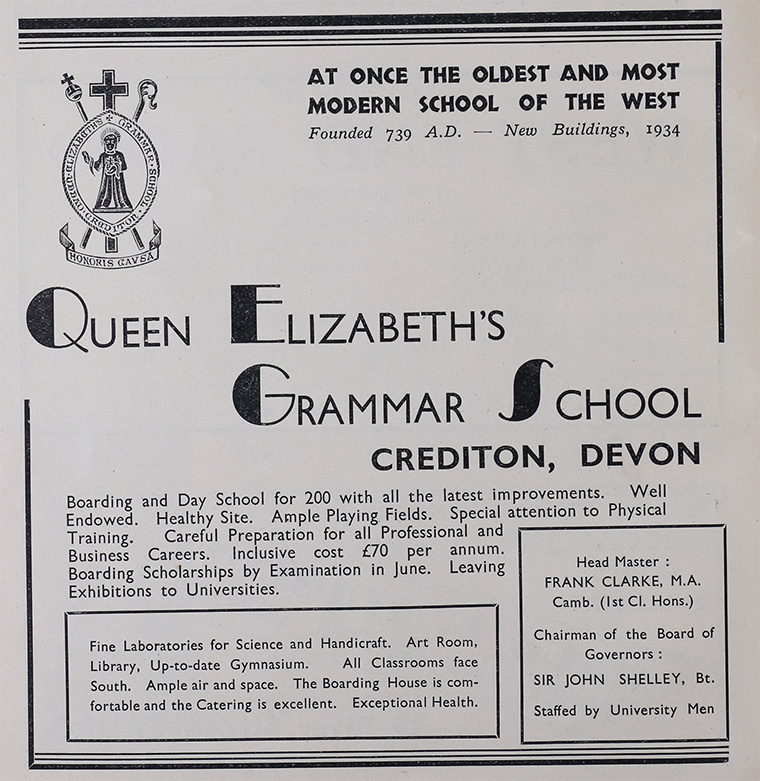 AT ONCE THE OLDEST AND MOST
MODERN SCHOOL OF THE WEST
Founded 739 A.D. — New Buildings, 1934
ELIZABETH'S ✠ GRAMMAR SCHOOL
CREDITON
HONORIS CAVSA
QUEEN ELIZABETH'S
GRAMMAR SCHOOL
CREDITON, DEVON
Boarding and Day School for 200 with all the latest improvements. Well
Endowed. Healthy Site. Ample Playing Fields. Special attention to Physical
Training. Careful Preparation for all Professional and
Business Careers. Inclusive cost £70 per annum.
Boarding Scholarships by Examination in June. Leaving
Exhibitions to Universities.
Fine Laboratories for Science and Handicraft. Art Room,
Library, Up-to-date Gymnasium. All Classrooms face
South. Ample air and space. The Boarding House is com-
fortable and the Catering is excellent. Exceptional Health.
Head Master :
FRANK CLARKE, M.A.
Camb. (1st Cl. Hons.)
Chairman of the Board of
Governors :
SIR JOHN SHELLEY, Bt.
Staffed by University Men